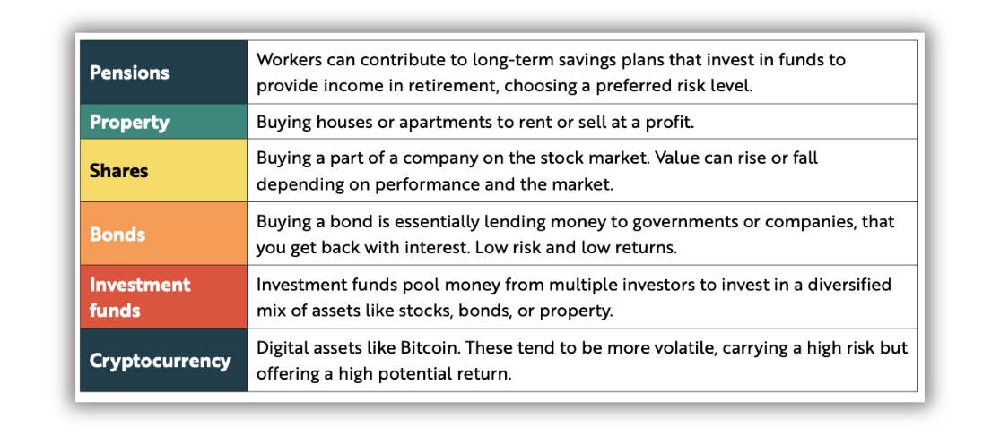 Pensions
Workers can contribute to long-term savings plans that invest in funds to
provide income in retirement, choosing a preferred risk level.
Property
Buying houses or apartments to rent or sell at a profit.
Shares
Buying a part of a company on the stock market. Value can rise or fall
depending on performance and the market.
Bonds
Buying a bond is essentially lending money to governments or companies, that
you get back with interest. Low risk and low returns.
Investment
funds
Investment funds pool money from multiple investors to invest in a diversified
mix of assets like stocks, bonds, or property.
Cryptocurrency
Digital assets like Bitcoin. These tend to be more volatile, carrying a high risk but
offering a high potential return.